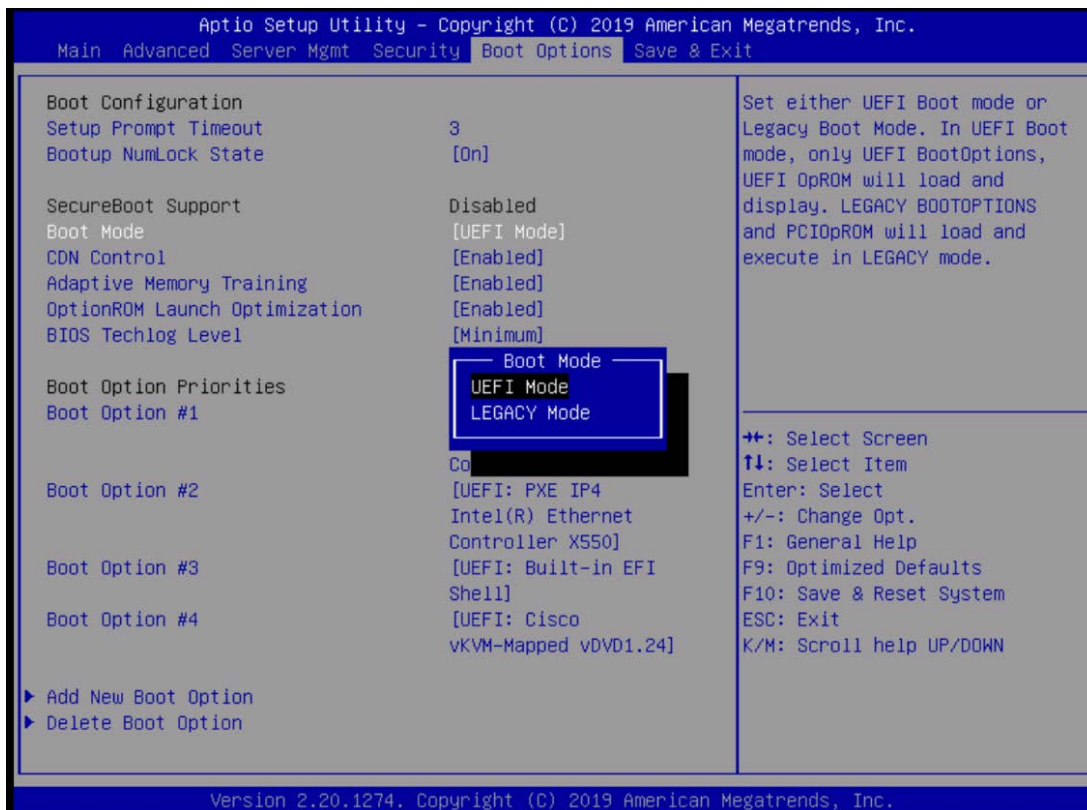 Aptio Setup Utility – Copyright (C) 2019 American Megatrends, Inc.
Main Advanced Server Mgmt Security Boot Options Save & Exit
Boot Configuration
Setup Prompt Timeout 3
Bootup NumLock State [On]
SecureBoot Support Disabled
Boot Mode [UEFI Mode]
CDN Control [Enabled]
Adaptive Memory Training [Enabled]
OptionROM Launch Optimization [Enabled]
BIOS Techlog Level [Minimum]
Boot Mode
UEFI Mode
LEGACY Mode
Boot Option Priorities
Boot Option #1
Co
Boot Option #2 [UEFI: PXE IP4
Intel(R) Ethernet
Controller X550]
Boot Option #3 [UEFI: Built-in EFI
Shell]
Boot Option #4 [UEFI: Cisco
vKVM-Mapped vDVD1.24]
Add New Boot Option
Delete Boot Option
Set either UEFI Boot mode or
Legacy Boot Mode. In UEFI Boot
mode, only UEFI BootOptions,
UEFI OpROM will load and
display. LEGACY BOOTOPTIONS
and PCIOpROM will load and
execute in LEGACY mode.
→←: Select Screen
↑↓: Select Item
Enter: Select
+/-: Change Opt.
F1: General Help
F9: Optimized Defaults
F10: Save & Reset System
ESC: Exit
K/M: Scroll help UP/DOWN
Version 2.20.1274. Copyright (C) 2019 American Megatrends, Inc.